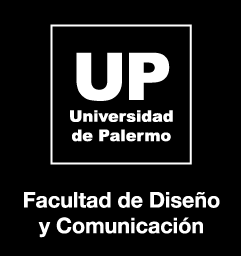 UP
Universidad
de Palermo
Facultad de Diseño
y Comunicación